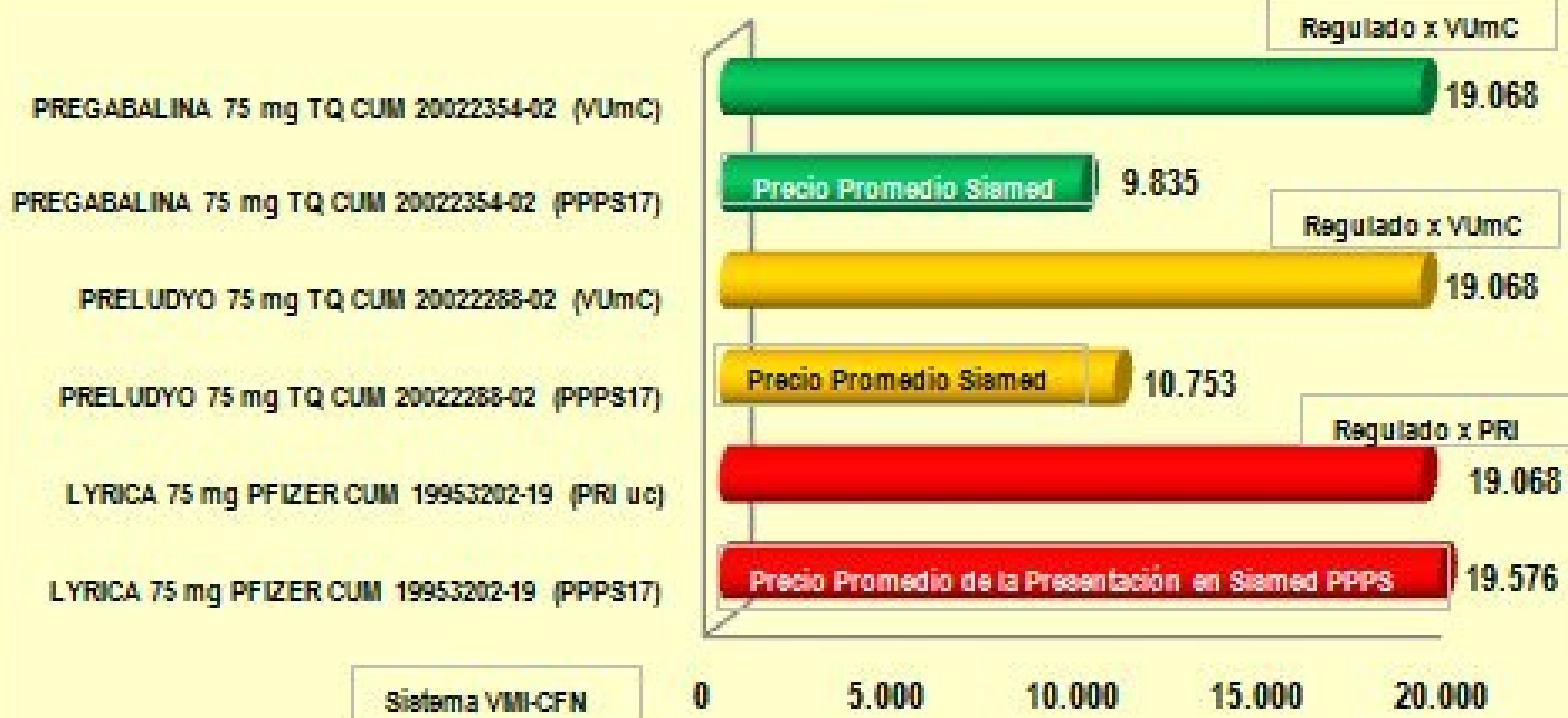 Regulado x VUmC
PREGABALINA 75 mg TQ CUM 20022354-02 (VUmC) 19.068
PREGABALINA 75 mg TQ CUM 20022354-02 (PPPS17) Precio Promedio Sismed 9.835
Regulado x VUmC
PRELUDYO 75 mg TQ CUM 20022288-02 (VUmC) 19.068
PRELUDYO 75 mg TQ CUM 20022288-02 (PPPS17) Precio Promedio Sismed 10.753
Regulado x PRI
LYRICA 75 mg PFIZER CUM 19953202-19 (PRI uc) 19.068
LYRICA 75 mg PFIZER CUM 19953202-19 (PPPS17) Precio Promedio de la Presentación en Sismed PPPS 19.576
Sistema VMI-CFN 0 5.000 10.000 15.000 20.000